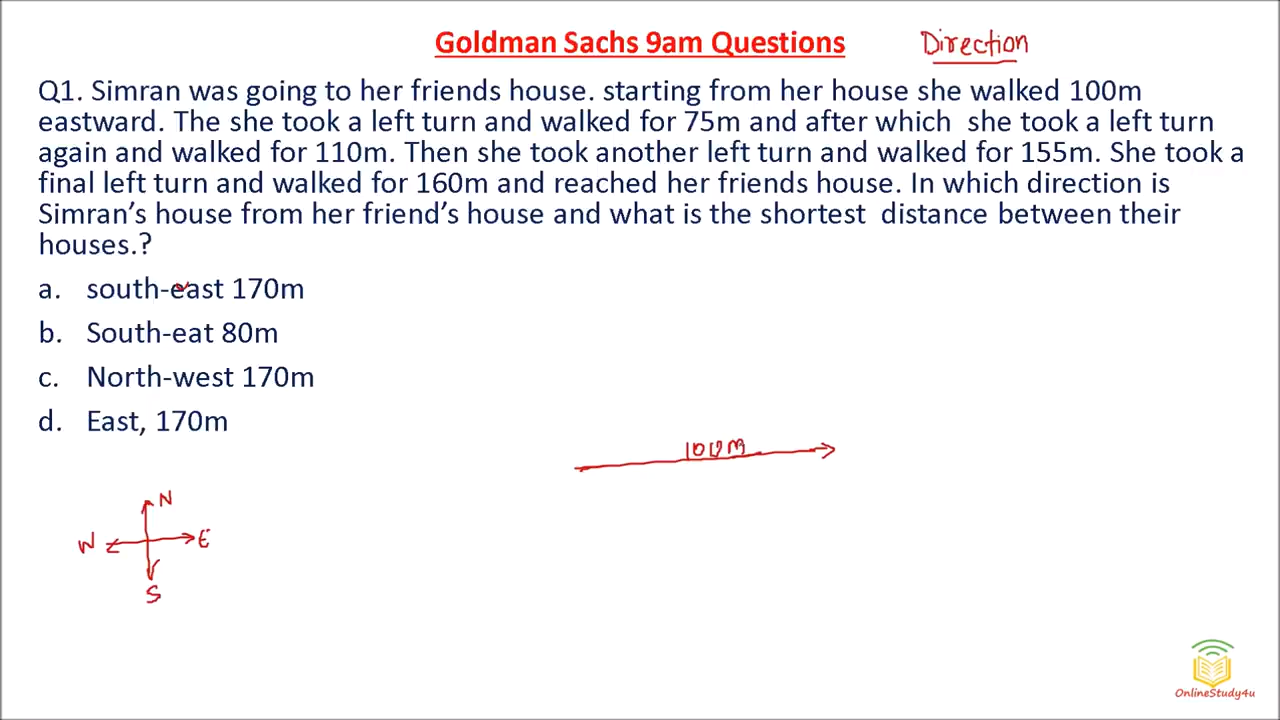 Goldman Sachs 9am Questions Direction
Q1. Simran was going to her friends house. starting from her house she walked 100m
eastward. The she took a left turn and walked for 75m and after which she took a left turn
again and walked for 110m. Then she took another left turn and walked for 155m. She took a
final left turn and walked for 160m and reached her friends house. In which direction is
Simran’s house from her friend’s house and what is the shortest distance between their
houses.?
a. south-east 170m
b. South-eat 80m
c. North-west 170m
d. East, 170m
100m
N
W E
S
OnlineStudy4u